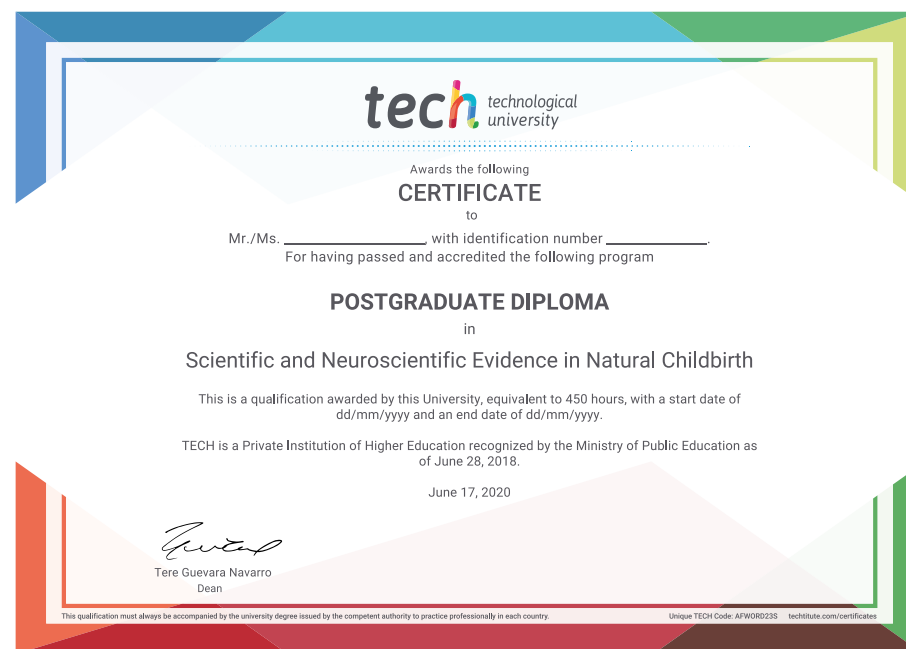 tech technological
university
Awards the following
CERTIFICATE
to
Mr./Ms. ____________, with identification number ____________.
For having passed and accredited the following program
POSTGRADUATE DIPLOMA
in
Scientific and Neuroscientific Evidence in Natural Childbirth
This is a qualification awarded by this University, equivalent to 450 hours, with a start date of
dd/mm/yyyy and an end date of dd/mm/yyyy.
TECH is a Private Institution of Higher Education recognized by the Ministry of Public Education as
of June 28, 2018.
June 17, 2020
Tere Guevara Navarro
Dean
This qualification must always be accompanied by the university degree issued by the competent authority to practice professionally in each country. Unique TECH Code: AFWORD23S techtitute.com/certificates